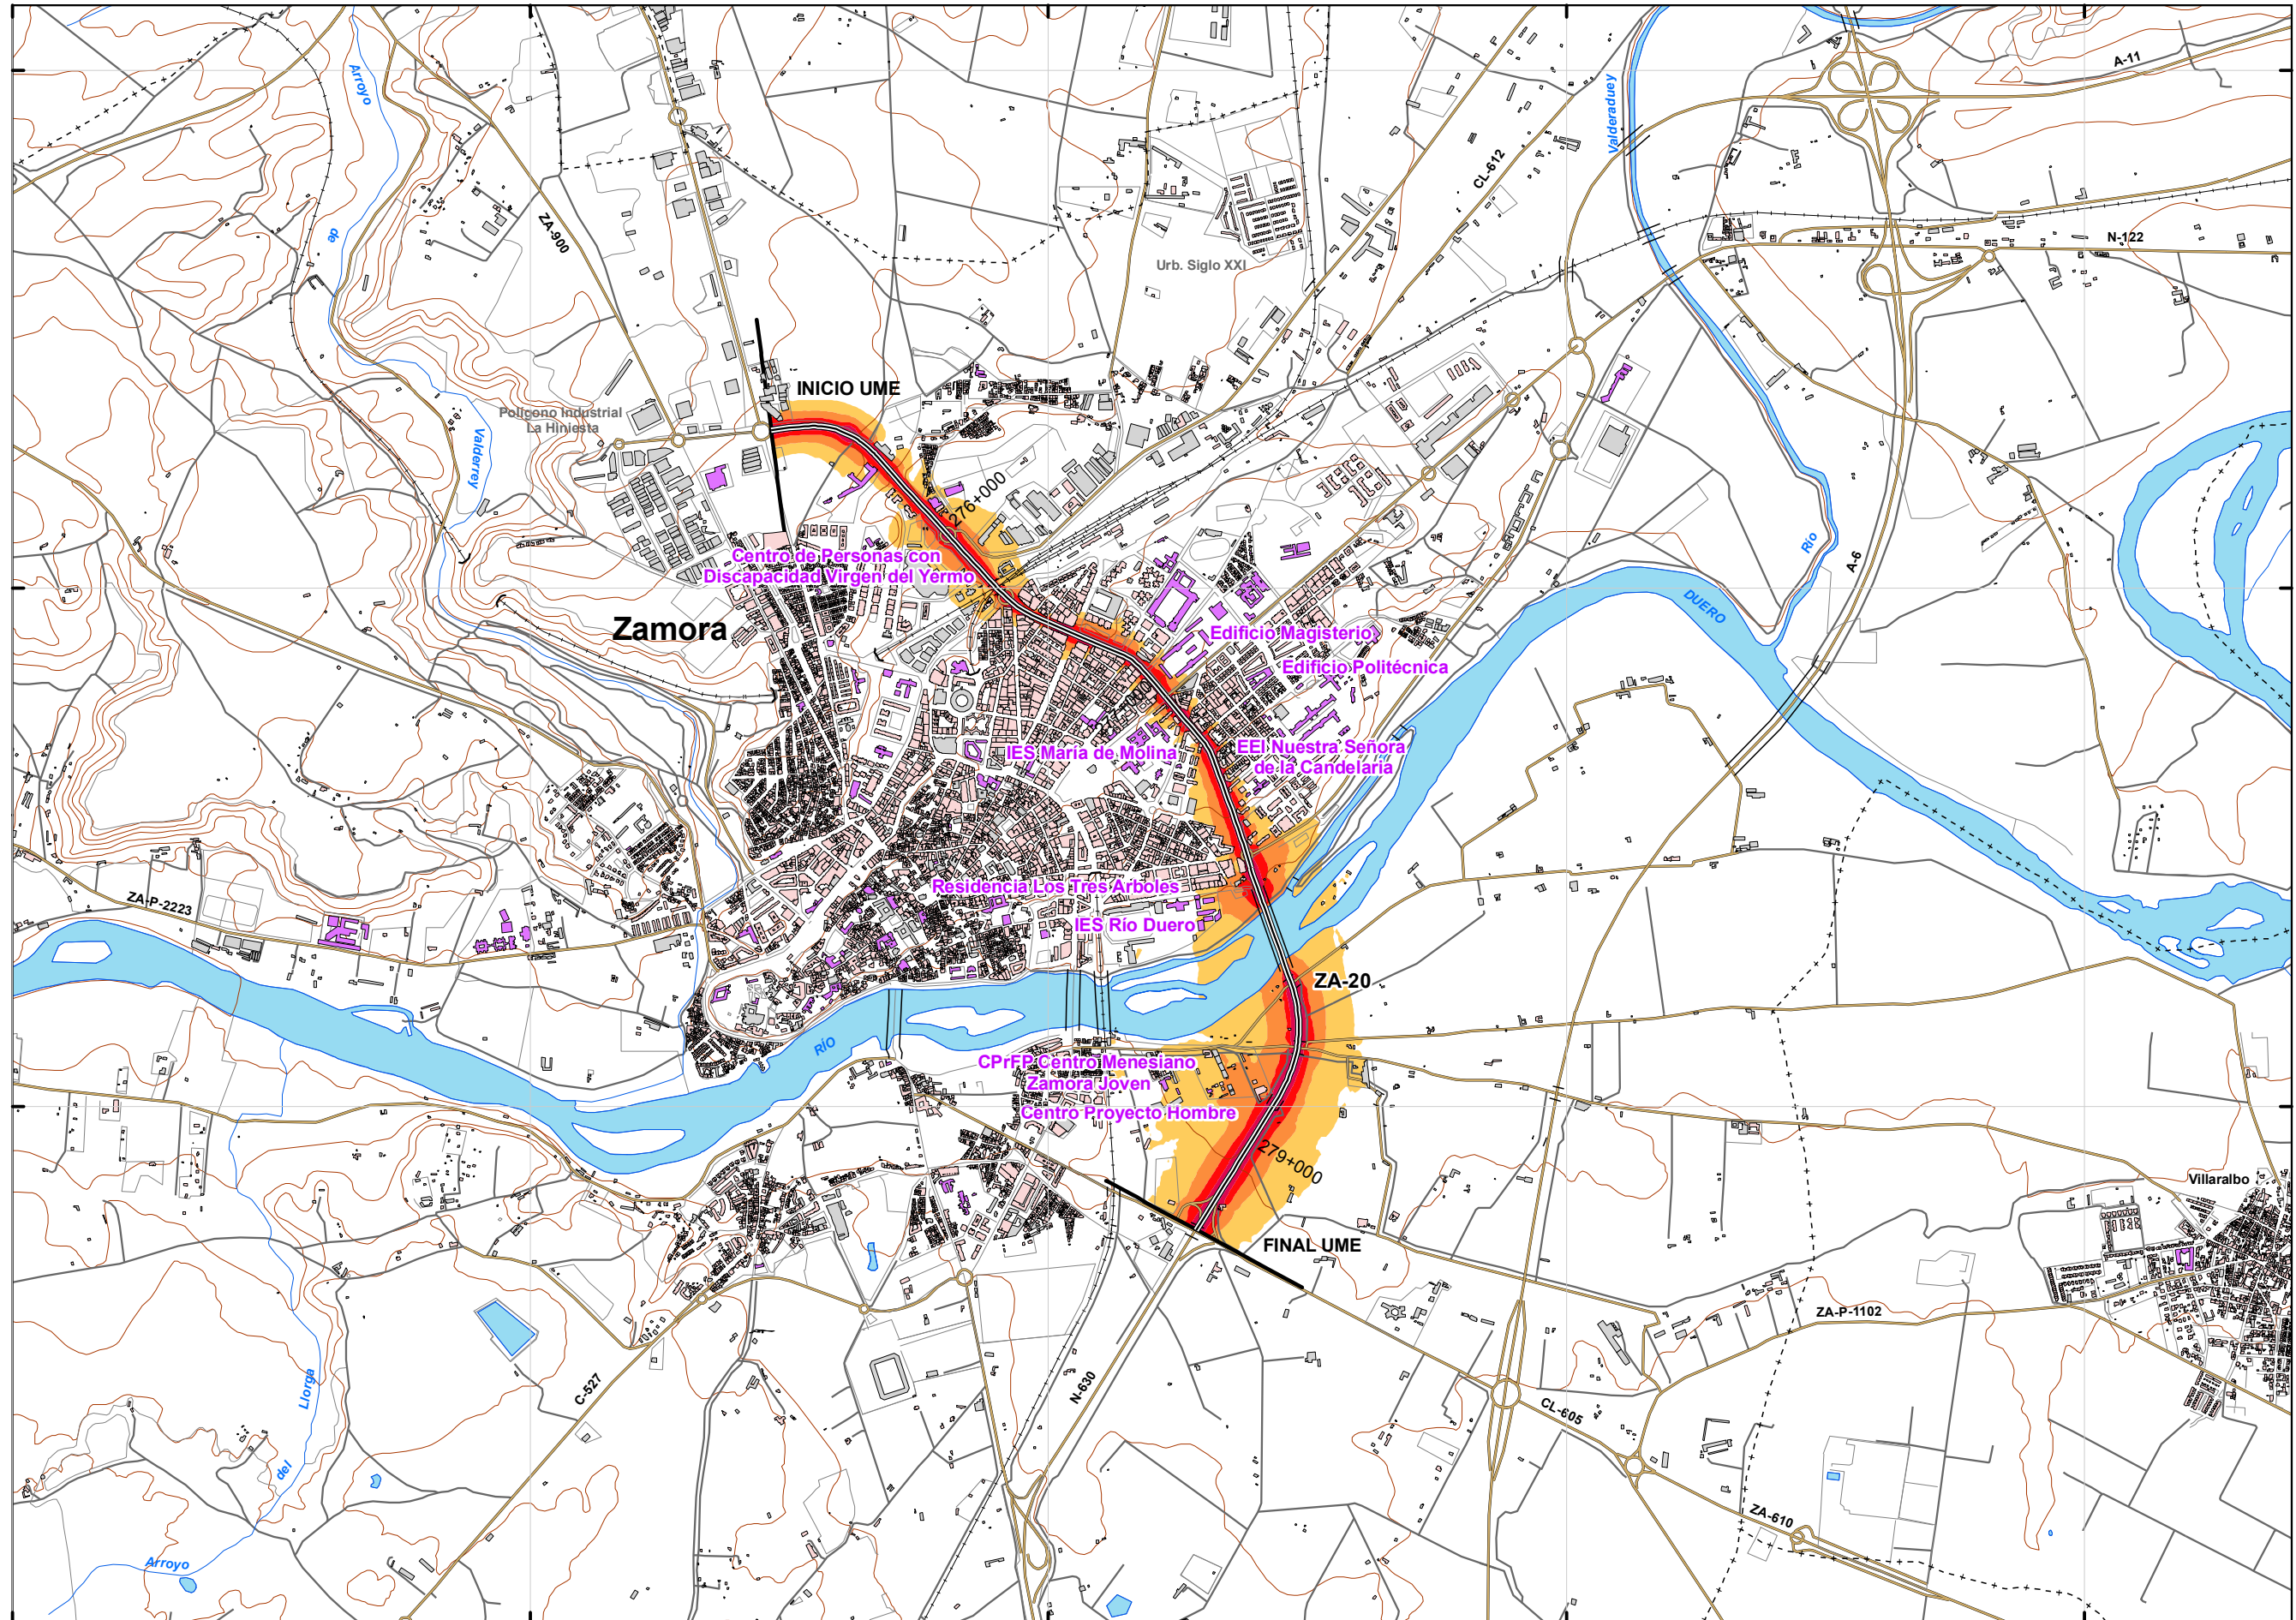 A-11
Arroyo
Valderaduey
CL-612
de
ZA-900
N-122
Urb. Siglo XXI
INICIO UME
Polígono Industrial
La Hiniesta
Valderrey
276+000
Río
A-6
Centro de Personas con
Discapacidad Virgen del Yermo
DUERO
Zamora
Edificio Magisterio
Edificio Politécnica
IES María de Molina
EEI Nuestra Señora
de la Candelaria
Residencia Los Tres Arboles
ZA-P-2223
IES Río Duero
ZA-20
RÍO
CPrFP Centro Menesiano
Zamora Joven
Centro Proyecto Hombre
279+000
Villaralbo
FINAL UME
ZA-P-1102
Llorga
C-527
N-630
CL-605
del
ZA-610
Arroyo